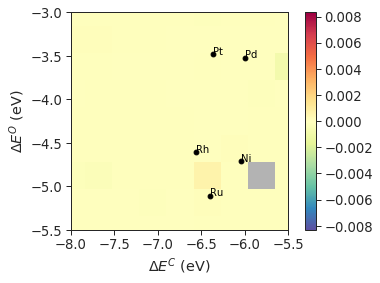 −3.0
−3.5
−4.0
−4.5
−5.0
−5.5
ΔE^O (eV)
Pt
Pd
Rh
Ni
Ru
−8.0 −7.5 −7.0 −6.5 −6.0 −5.5
ΔE^C (eV)
0.008
0.006
0.004
0.002
0.000
−0.002
−0.004
−0.006
−0.008